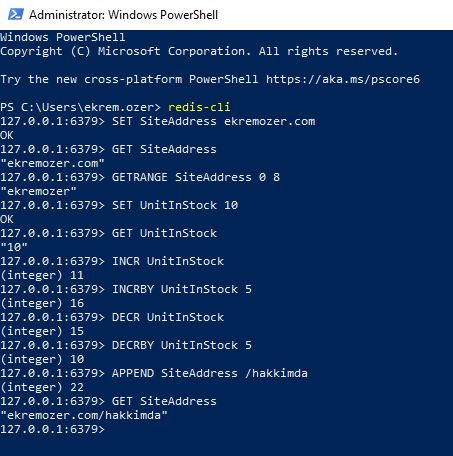 Administrator: Windows PowerShell
Windows PowerShell
Copyright (C) Microsoft Corporation. All rights reserved.
Try the new cross-platform PowerShell https://aka.ms/pscore6
PS C:\Users\ekrem.ozer> redis-cli
127.0.0.1:6379> SET SiteAddress ekremozer.com
OK
127.0.0.1:6379> GET SiteAddress
"ekremozer.com"
127.0.0.1:6379> GETRANGE SiteAddress 0 8
"ekremozer"
127.0.0.1:6379> SET UnitInStock 10
OK
127.0.0.1:6379> GET UnitInStock
"10"
127.0.0.1:6379> INCR UnitInStock
(integer) 11
127.0.0.1:6379> INCRBY UnitInStock 5
(integer) 16
127.0.0.1:6379> DECR UnitInStock
(integer) 15
127.0.0.1:6379> DECRBY UnitInStock 5
(integer) 10
127.0.0.1:6379> APPEND SiteAddress /hakkimda
(integer) 22
127.0.0.1:6379> GET SiteAddress
"ekremozer.com/hakkimda"
127.0.0.1:6379>